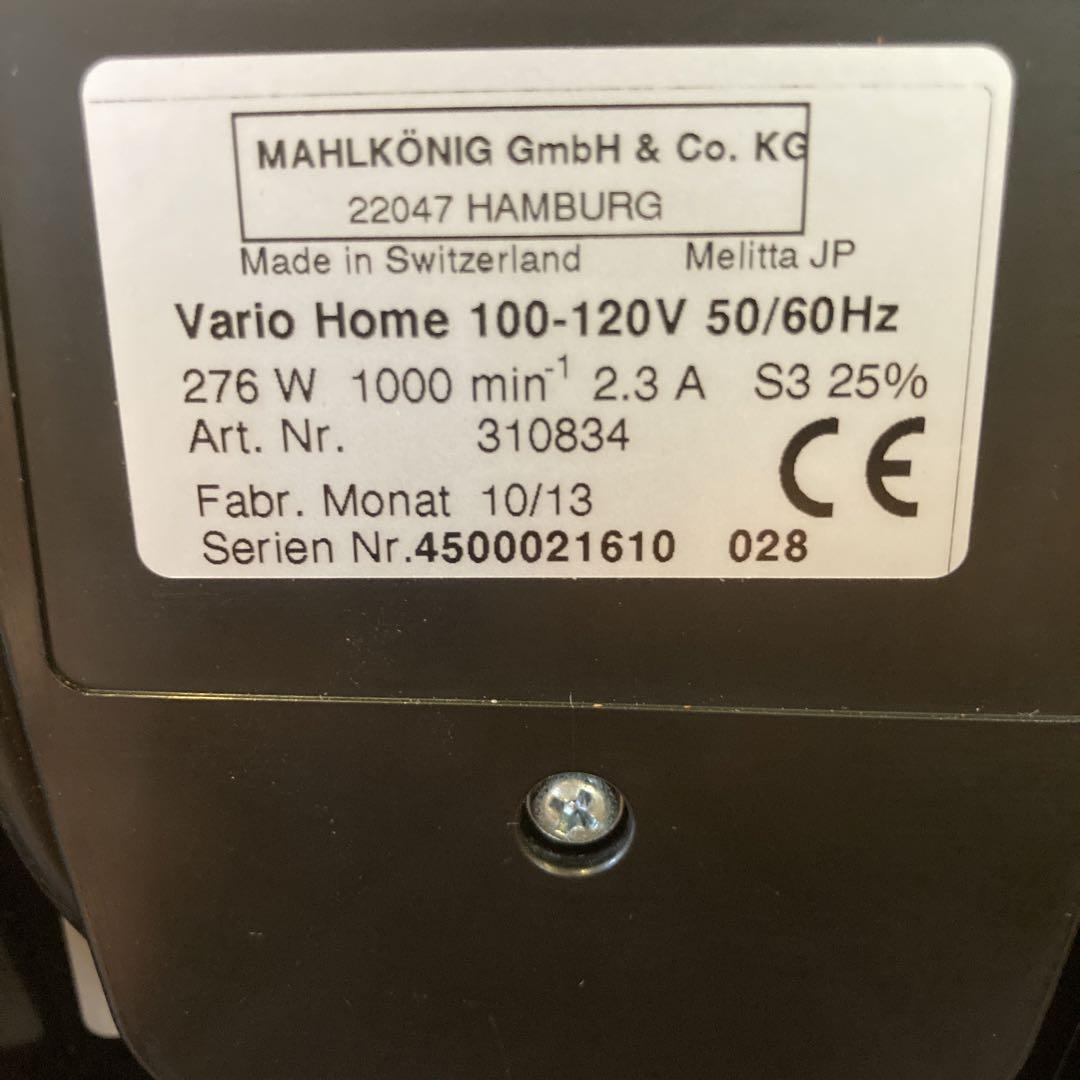 MAHLKÖNIG GmbH & Co. KG
22047 HAMBURG
Made in Switzerland Melitta JP
Vario Home 100-120V 50/60Hz
276 W 1000 min⁻¹ 2.3 A S3 25%
Art. Nr. 310834
CE
Fabr. Monat 10/13
Serien Nr.4500021610 028